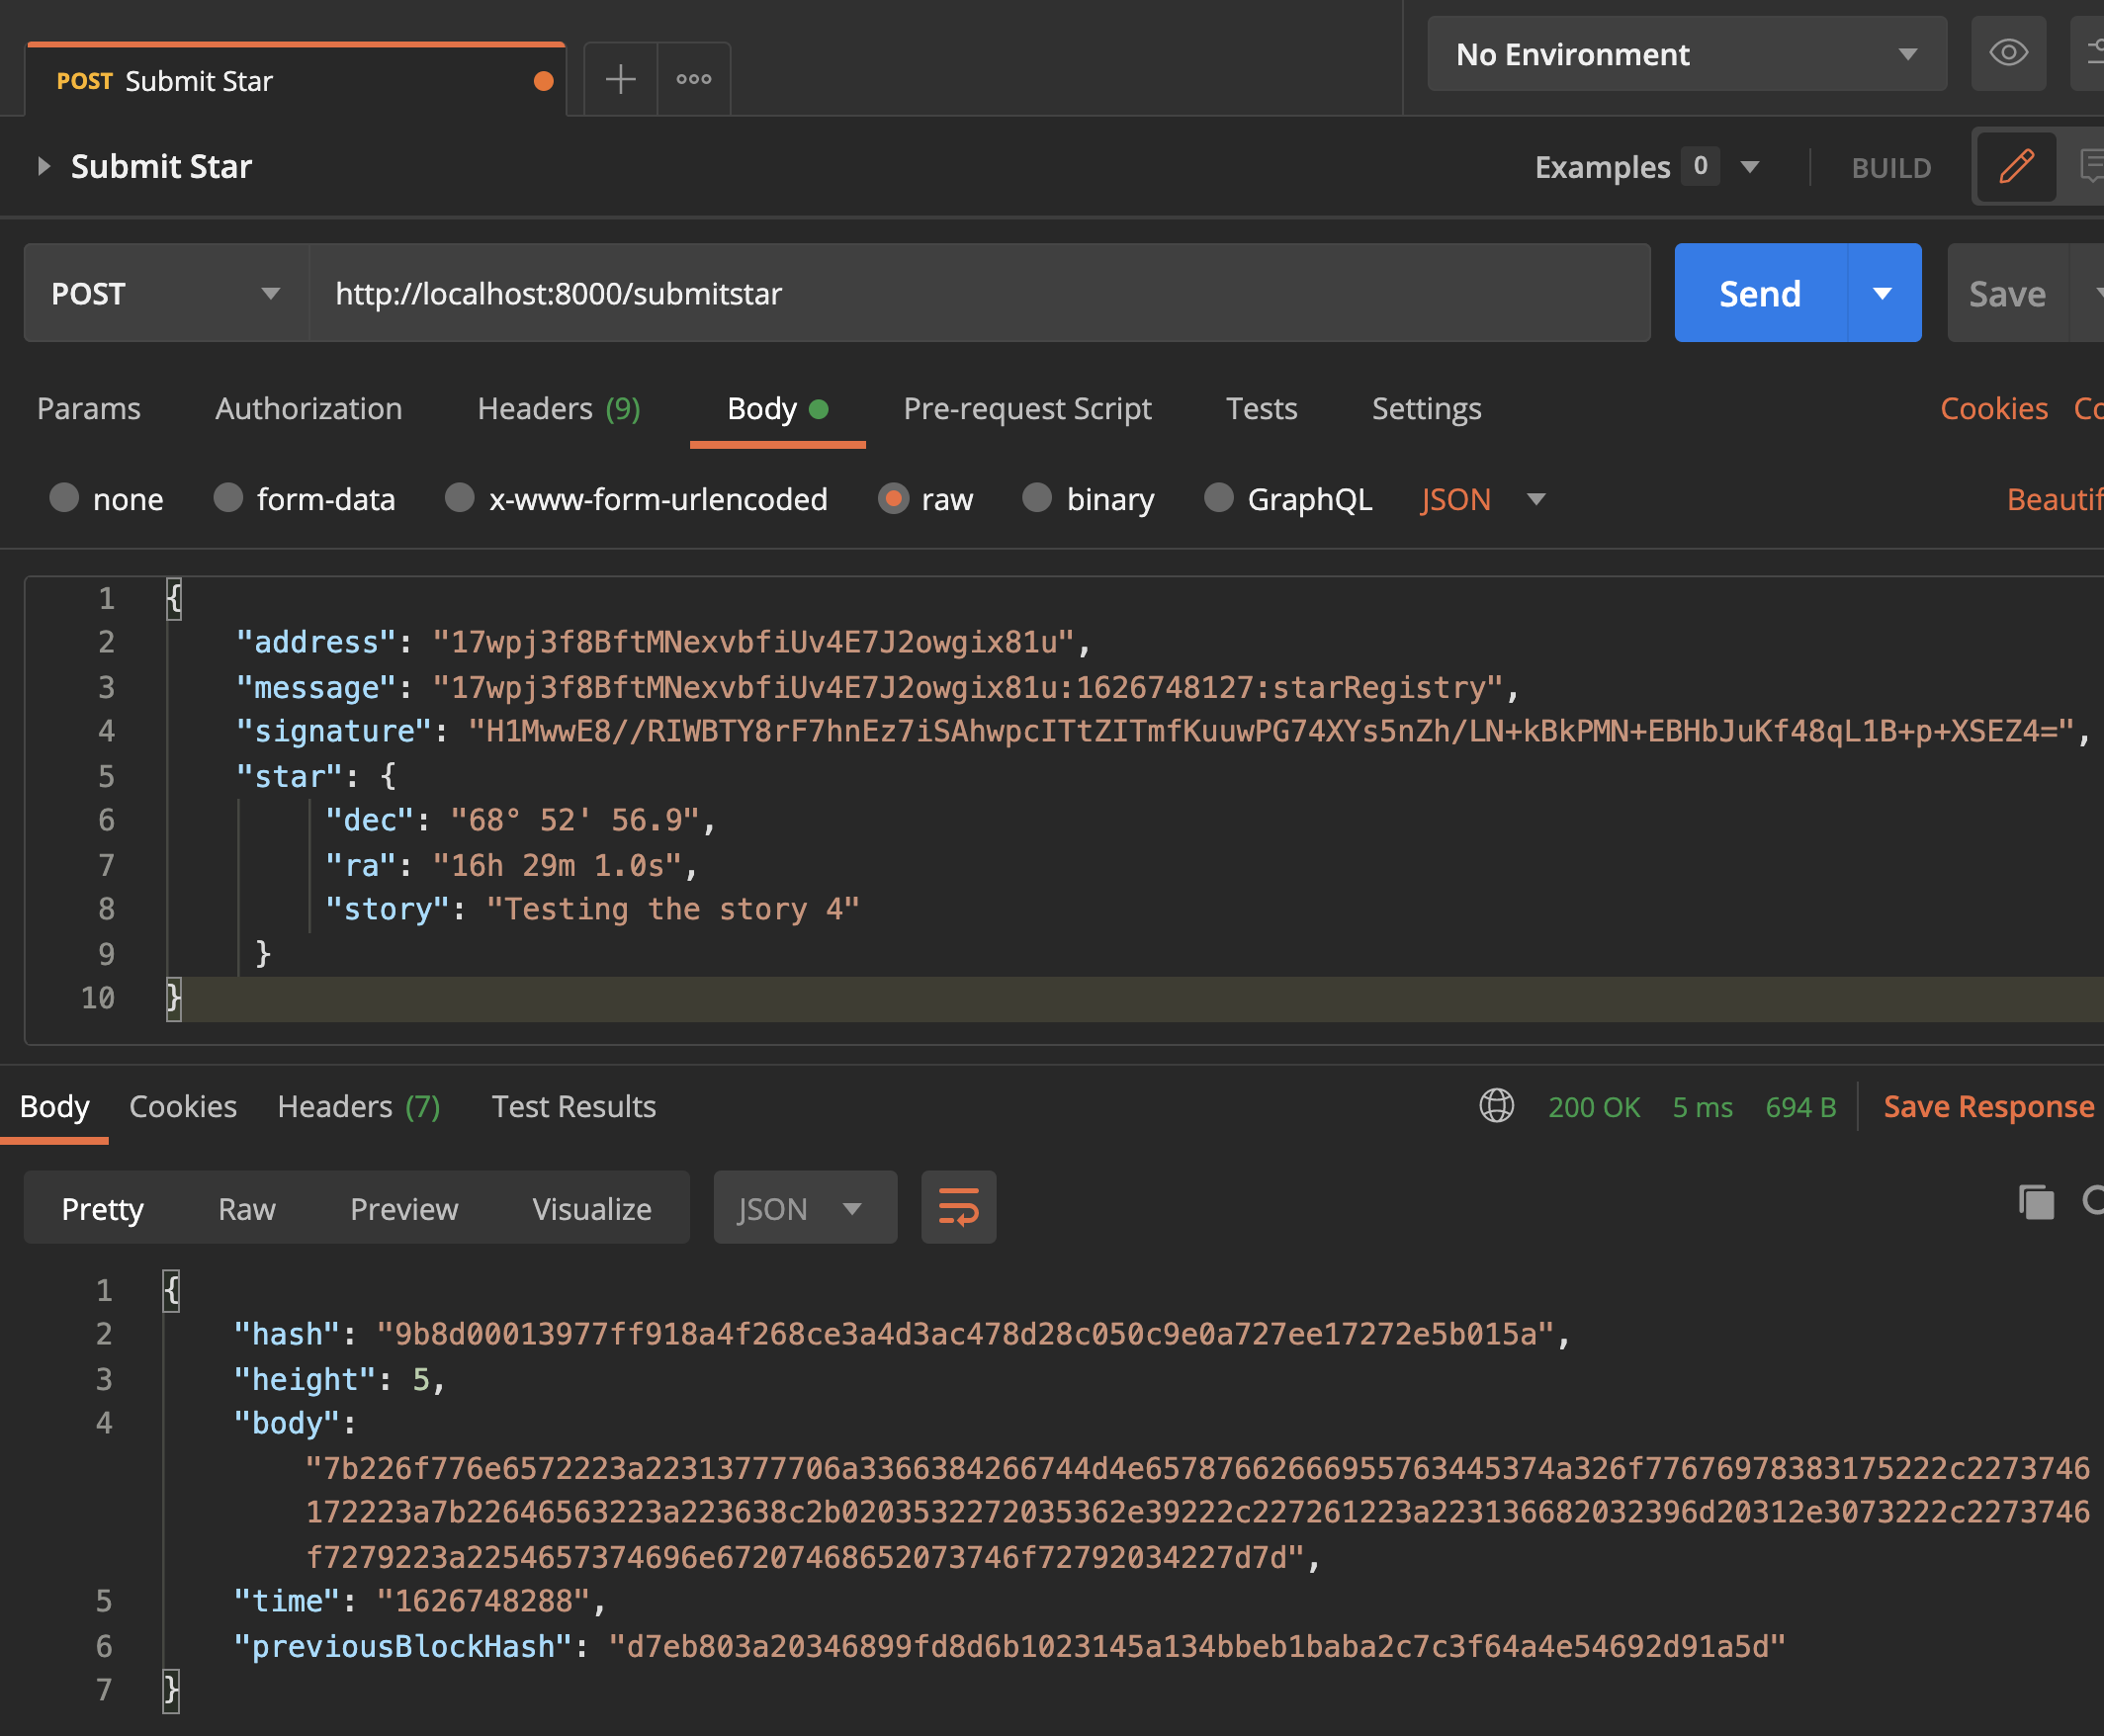 POST Submit Star
No Environment
Submit Star
Examples 0
BUILD
POST
http://localhost:8000/submitstar
Send
Save
Params Authorization Headers (9) Body Pre-request Script Tests Settings Cookies Co
none form-data x-www-form-urlencoded raw binary GraphQL JSON Beautif
1 {
2 "address": "17wpj3f8BftMNexvbfiUv4E7J2owgix81u",
3 "message": "17wpj3f8BftMNexvbfiUv4E7J2owgix81u:1626748127:starRegistry",
4 "signature": "H1MwwE8//RIWBTY8rF7hnEz7iSAhwpcITtZITmfKuuwPG74XYs5nZh/LN+kBkPMN+EBHbJuKf48qL1B+p+XSEZ4=",
5 "star": {
6 "dec": "68° 52' 56.9",
7 "ra": "16h 29m 1.0s",
8 "story": "Testing the story 4"
9 }
10 }
Body Cookies Headers (7) Test Results 200 OK 5 ms 694 B Save Response
Pretty Raw Preview Visualize JSON
1 {
2 "hash": "9b8d00013977ff918a4f268ce3a4d3ac478d28c050c9e0a727ee17272e5b015a",
3 "height": 5,
4 "body":
"7b226f776e6572223a22313777706a3366384266744d4e65787662666955763445374a326f77676978383175222c2273746
172223a7b22646563223a223638c2b0203532272035362e39222c227261223a223136682032396d20312e3073222c2273746
f7279223a2254657374696e67207468652073746f72792034227d7d",
5 "time": "1626748288",
6 "previousBlockHash": "d7eb803a20346899fd8d6b1023145a134bbeb1baba2c7c3f64a4e54692d91a5d"
7 }